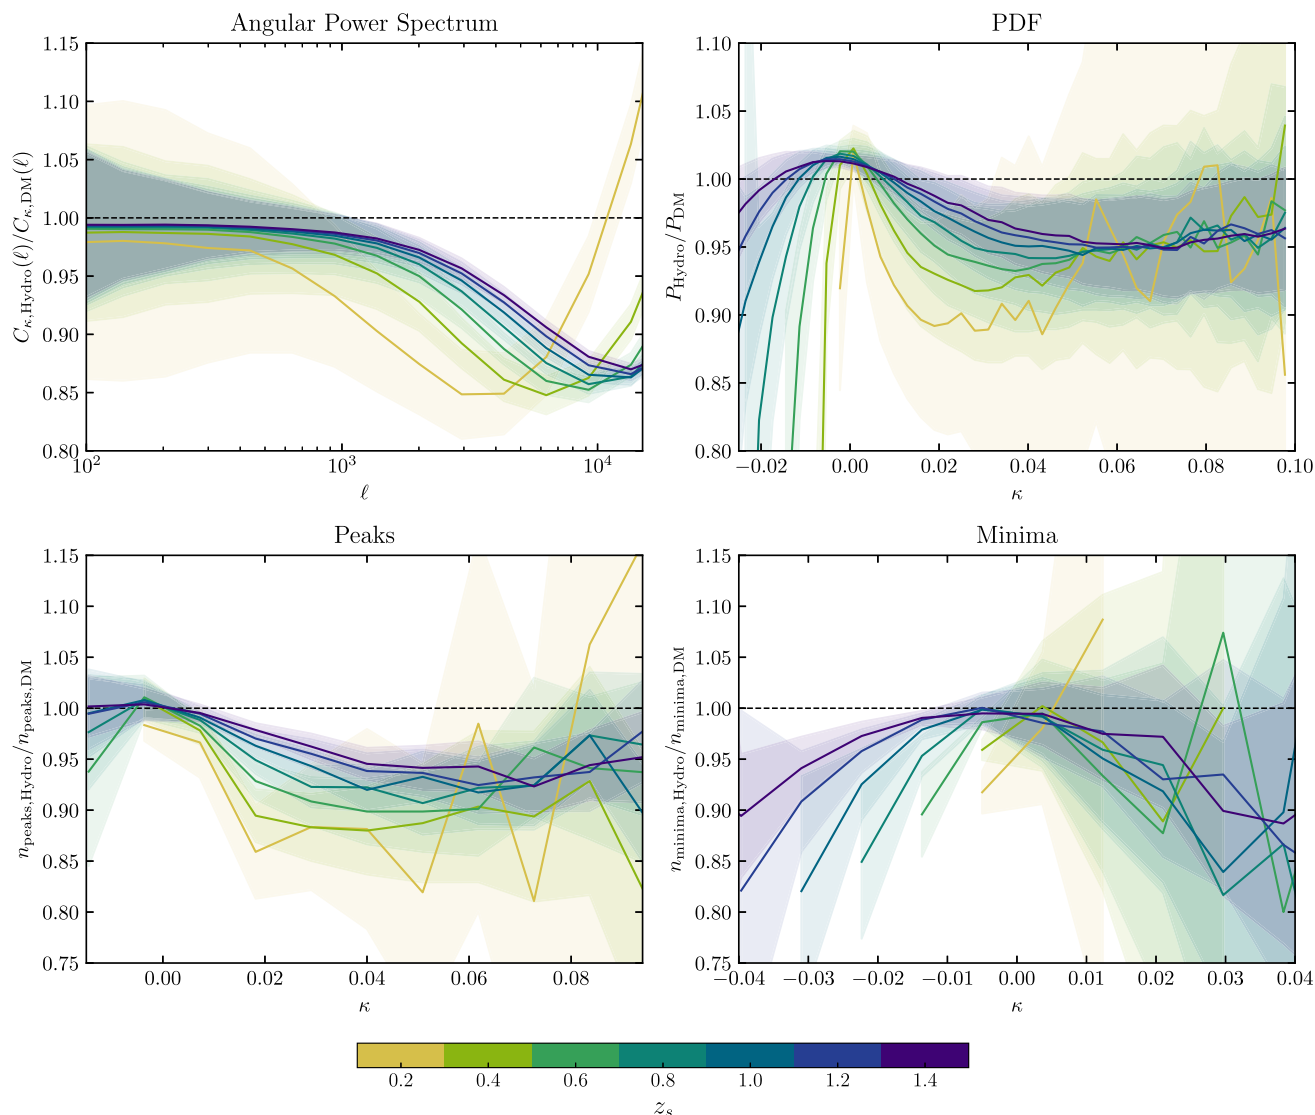 Angular Power Spectrum
PDF
1.15
1.10
1.05
1.00
0.95
0.90
0.85
0.80
C_{κ,Hydro}(ℓ)/C_{κ,DM}(ℓ)
10² 10³ 10⁴
ℓ
1.10
1.05
1.00
0.95
0.90
0.85
0.80
P_{Hydro}/P_{DM}
−0.02 0.00 0.02 0.04 0.06 0.08 0.10
κ
Peaks
Minima
1.15
1.10
1.05
1.00
0.95
0.90
0.85
0.80
0.75
n_{peaks,Hydro}/n_{peaks,DM}
0.00 0.02 0.04 0.06 0.08
κ
1.15
1.10
1.05
1.00
0.95
0.90
0.85
0.80
0.75
n_{minima,Hydro}/n_{minima,DM}
−0.04 −0.03 −0.02 −0.01 0.00 0.01 0.02 0.03 0.04
κ
0.2 0.4 0.6 0.8 1.0 1.2 1.4
z_s